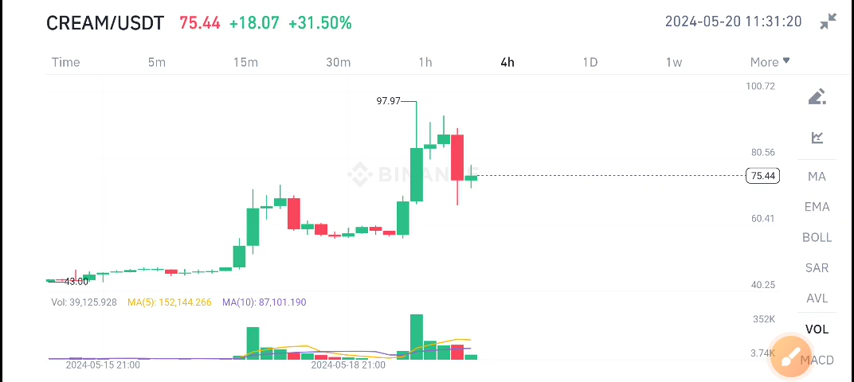 CREAM/USDT 75.44 +18.07 +31.50% 2024-05-20 11:31:20
Time 5m 15m 30m 1h 4h 1D 1w More
100.72
97.97
80.56
BINANCE
75.44
60.41
43.00
40.25
MA
EMA
BOLL
SAR
AVL
VOL
MACD
Vol: 39,125.928 MA(5): 152,144.266 MA(10): 87,101.190
352K
3.74K
2024-05-15 21:00 2024-05-18 21:00